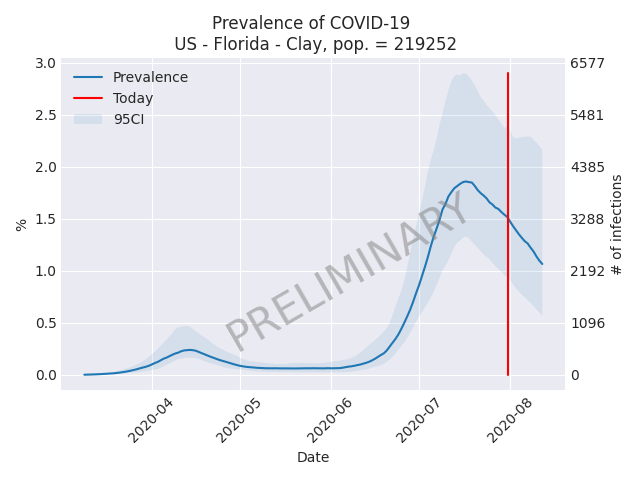 Prevalence of COVID-19
US - Florida - Clay, pop. = 219252
3.0
2.5
2.0
1.5
1.0
0.5
0.0
%
Prevalence
Today
95CI
PRELIMINARY
6577
5481
4385
3288
2192
1096
0
# of infections
2020-04
2020-05
2020-06
2020-07
2020-08
Date